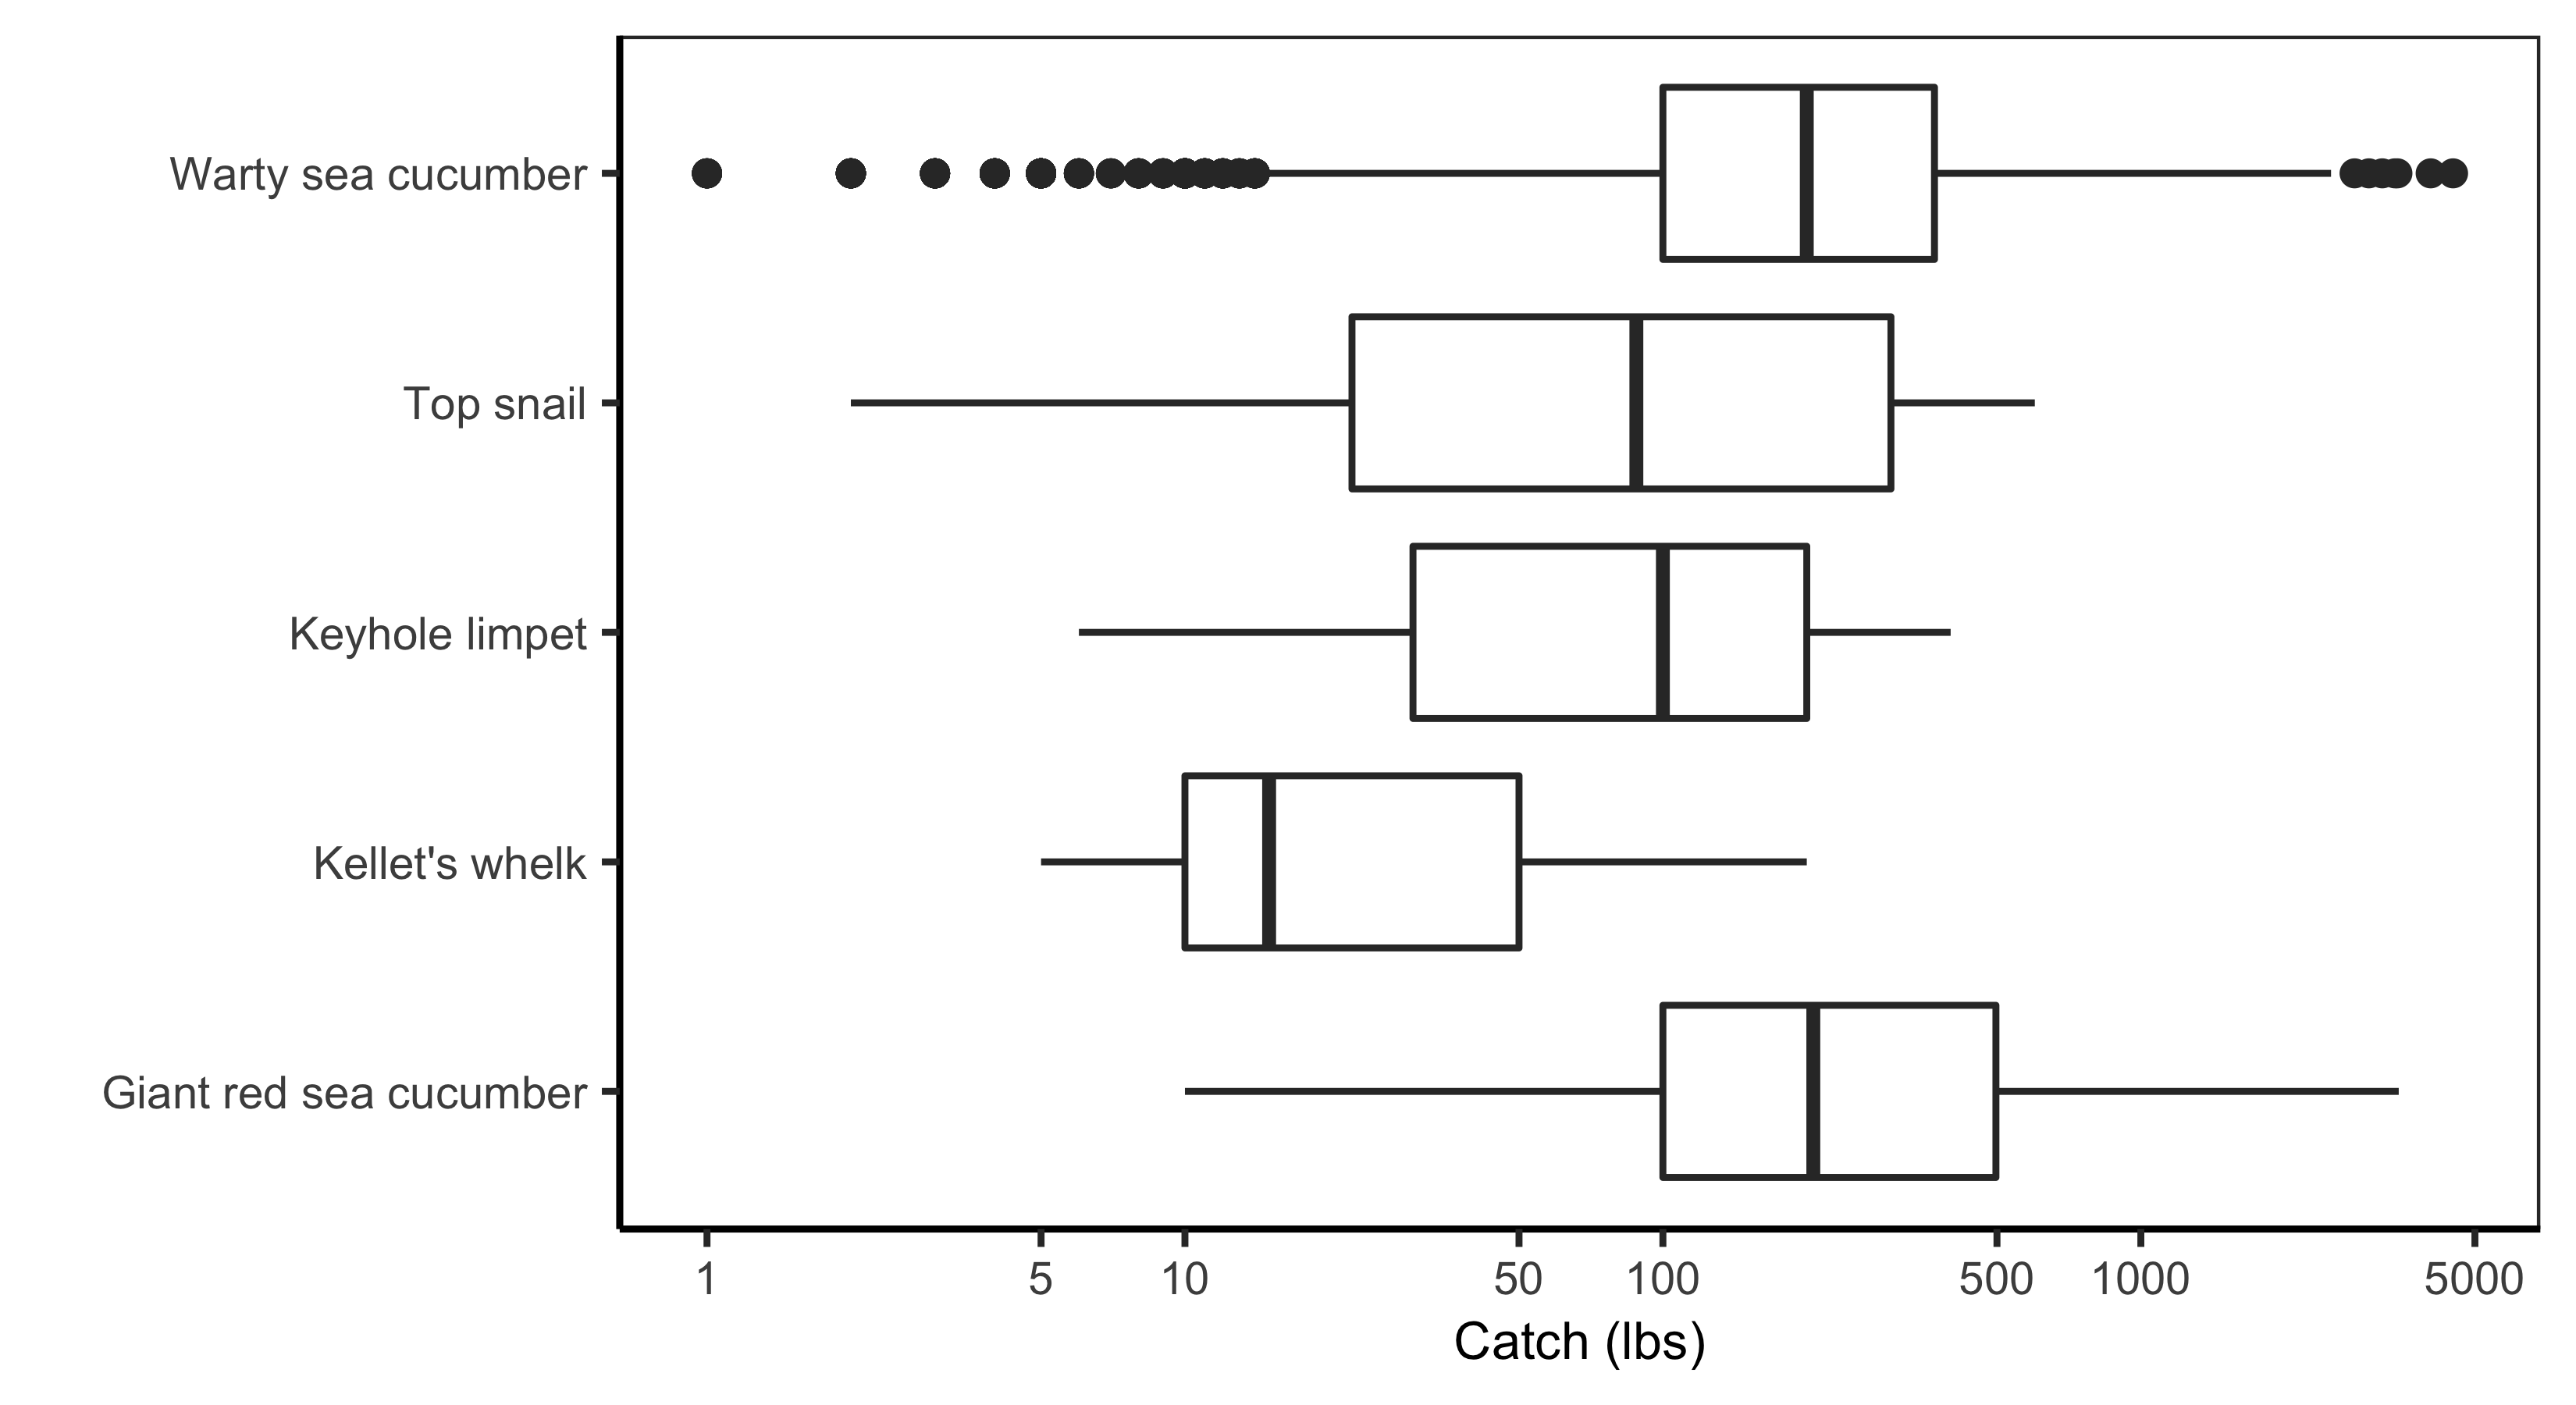 Warty sea cucumber
Top snail
Keyhole limpet
Kellet's whelk
Giant red sea cucumber
1 5 10 50 100 500 1000 5000
Catch (lbs)